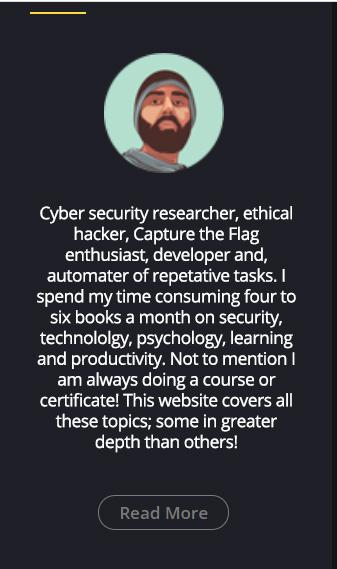 Cyber security researcher, ethical
hacker, Capture the Flag
enthusiast, developer and,
automater of repetative tasks. I
spend my time consuming four to
six books a month on security,
technololgy, psychology, learning
and productivity. Not to mention I
am always doing a course or
certificate! This website covers all
these topics; some in greater
depth than others!
Read More